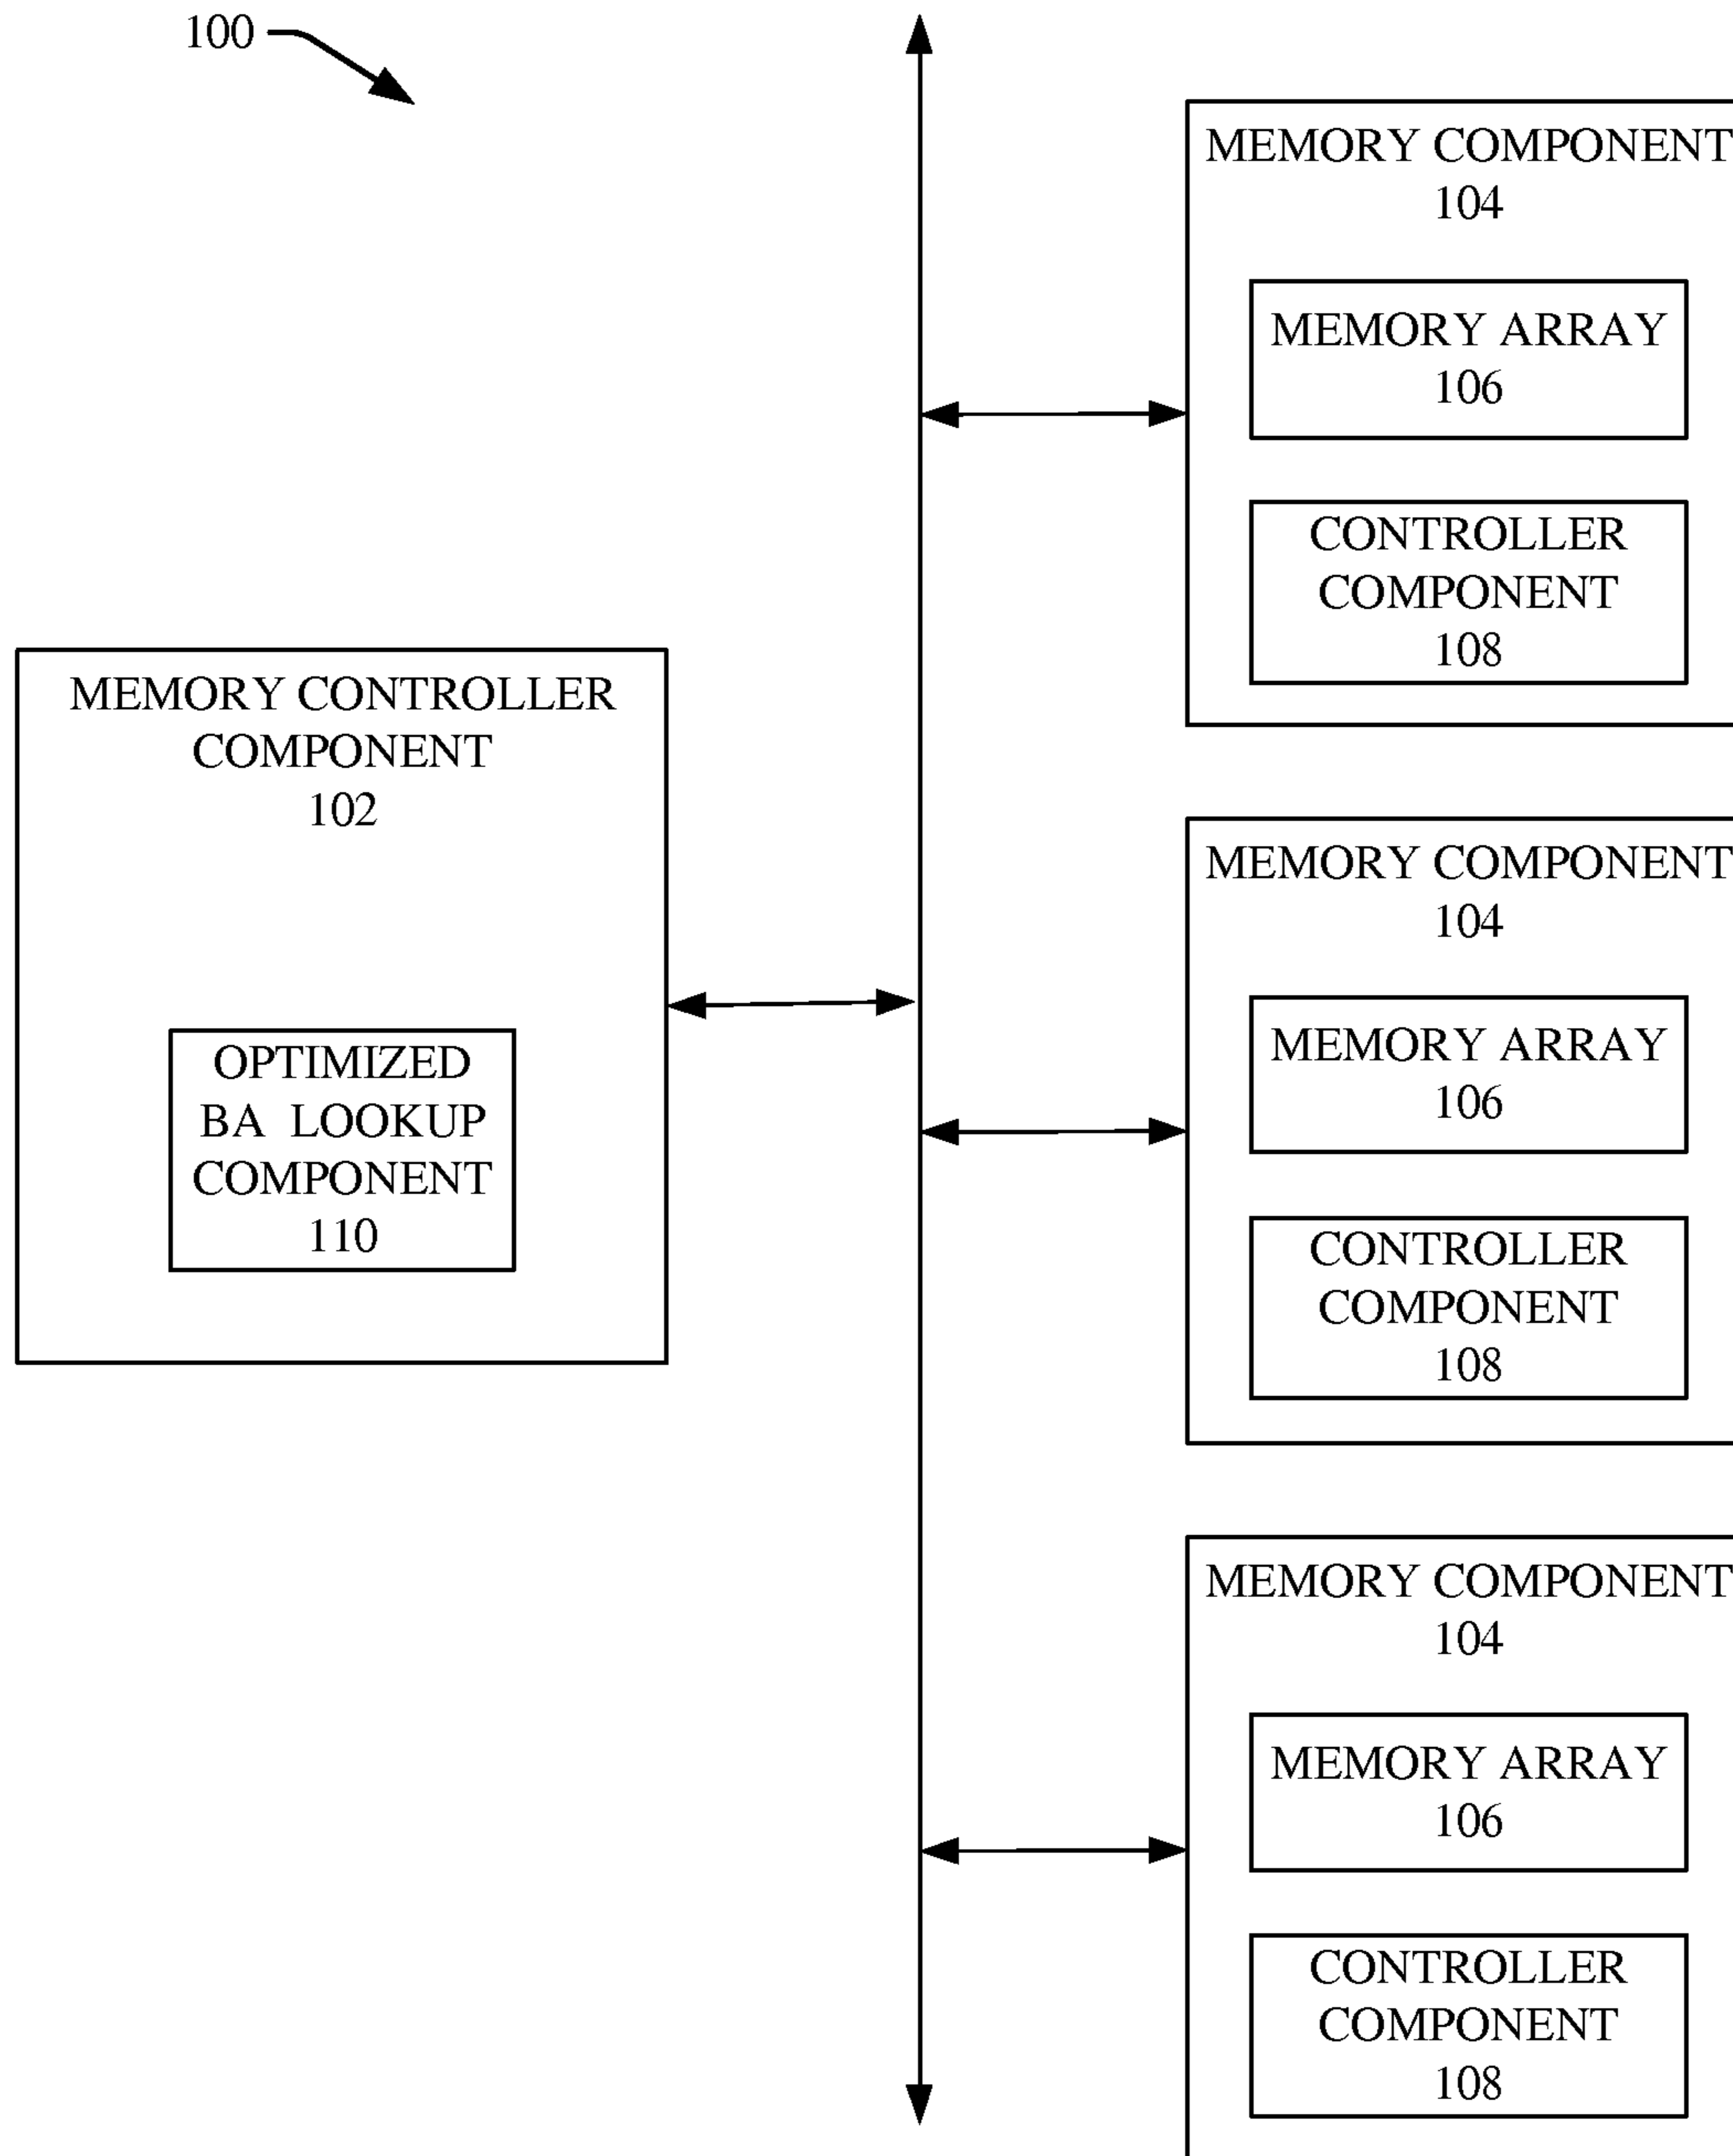 100
MEMORY COMPONENT
104
MEMORY ARRAY
106
CONTROLLER
COMPONENT
108
MEMORY CONTROLLER
COMPONENT
102
OPTIMIZED
BA LOOKUP
COMPONENT
110
MEMORY COMPONENT
104
MEMORY ARRAY
106
CONTROLLER
COMPONENT
108
MEMORY COMPONENT
104
MEMORY ARRAY
106
CONTROLLER
COMPONENT
108